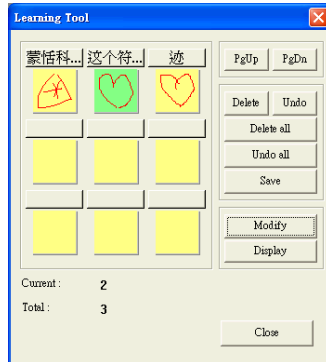 Learning Tool
蒙恬科... 这个符... 迹
PgUp PgDn
Delete Undo
Delete all
Undo all
Save
Modify
Display
Current : 2
Total : 3
Close